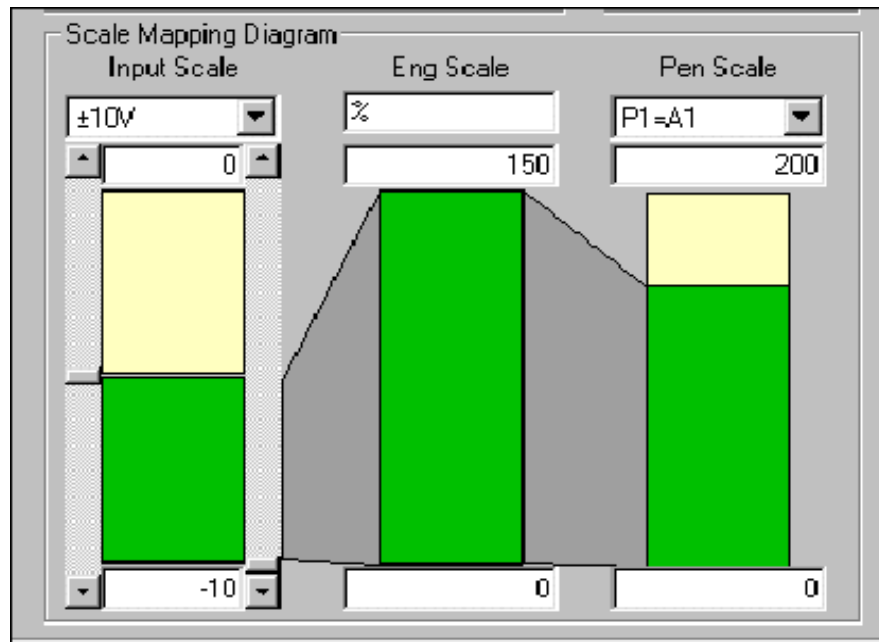 Scale Mapping Diagram
Input Scale Eng Scale Pen Scale
±10V % P1=A1
0 150 200
-10 0 0